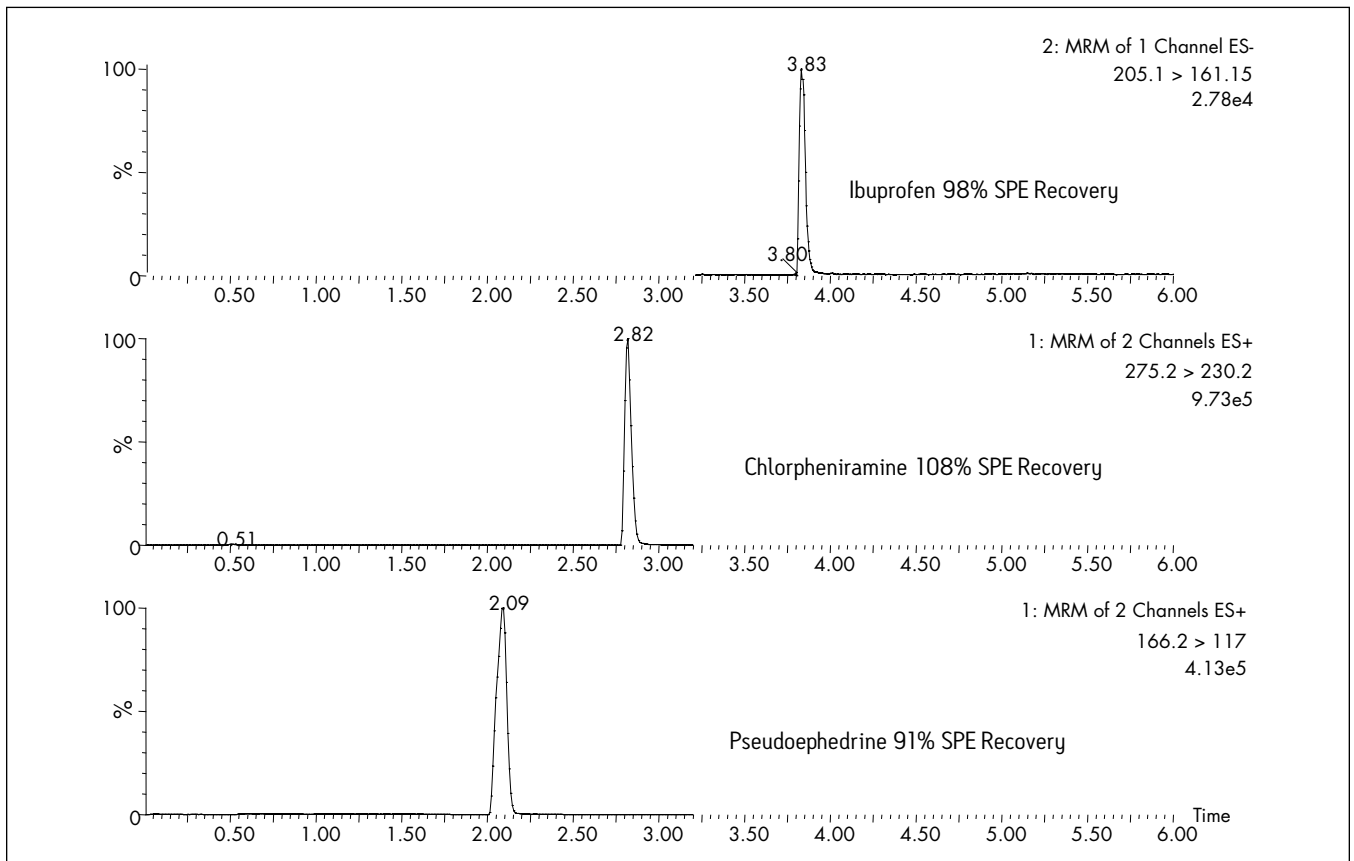 2: MRM of 1 Channel ES-
205.1 > 161.15
2.78e4
100
3.83
%
Ibuprofen 98% SPE Recovery
3.80
0
0.50 1.00 1.50 2.00 2.50 3.00 3.50 4.00 4.50 5.00 5.50 6.00
1: MRM of 2 Channels ES+
275.2 > 230.2
9.73e5
100
2.82
%
Chlorpheniramine 108% SPE Recovery
0.51
0
0.50 1.00 1.50 2.00 2.50 3.00 3.50 4.00 4.50 5.00 5.50 6.00
1: MRM of 2 Channels ES+
166.2 > 117
4.13e5
100
2.09
%
Pseudoephedrine 91% SPE Recovery
0
Time
0.50 1.00 1.50 2.00 2.50 3.00 3.50 4.00 4.50 5.00 5.50 6.00